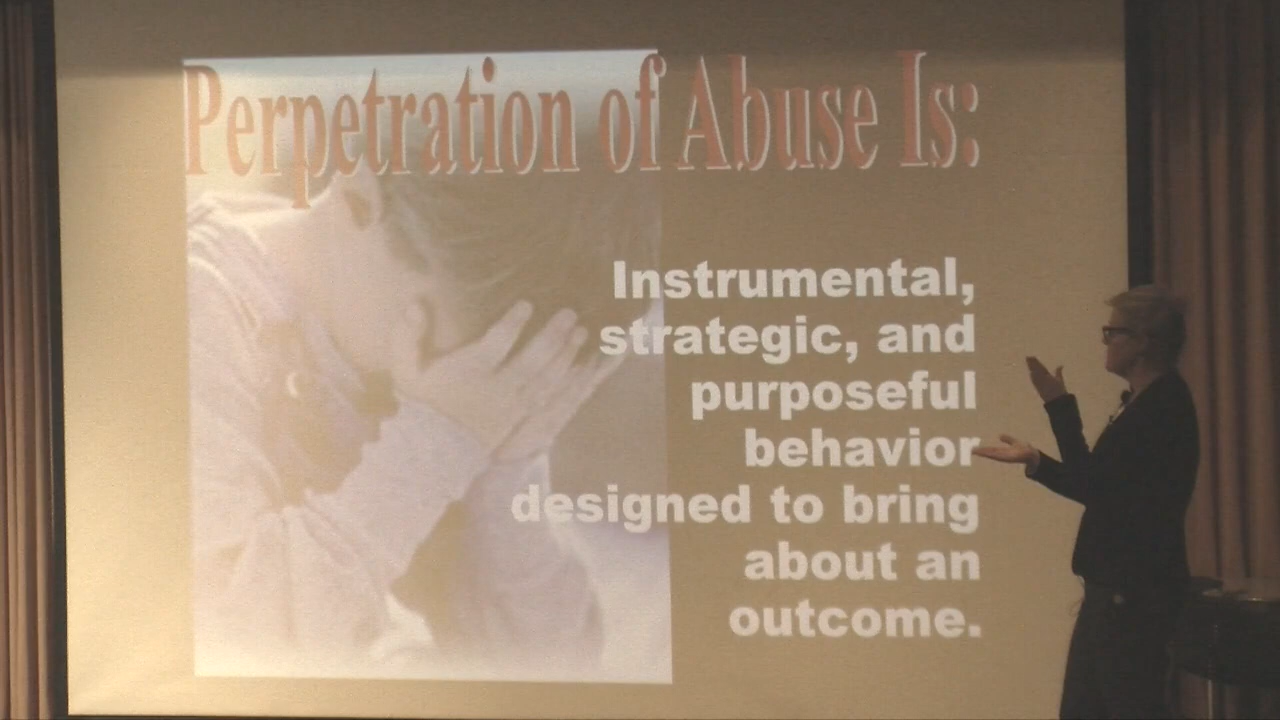 Perpetration of Abuse Is:
Instrumental,
strategic, and
purposeful
behavior
designed to bring
about an
outcome.